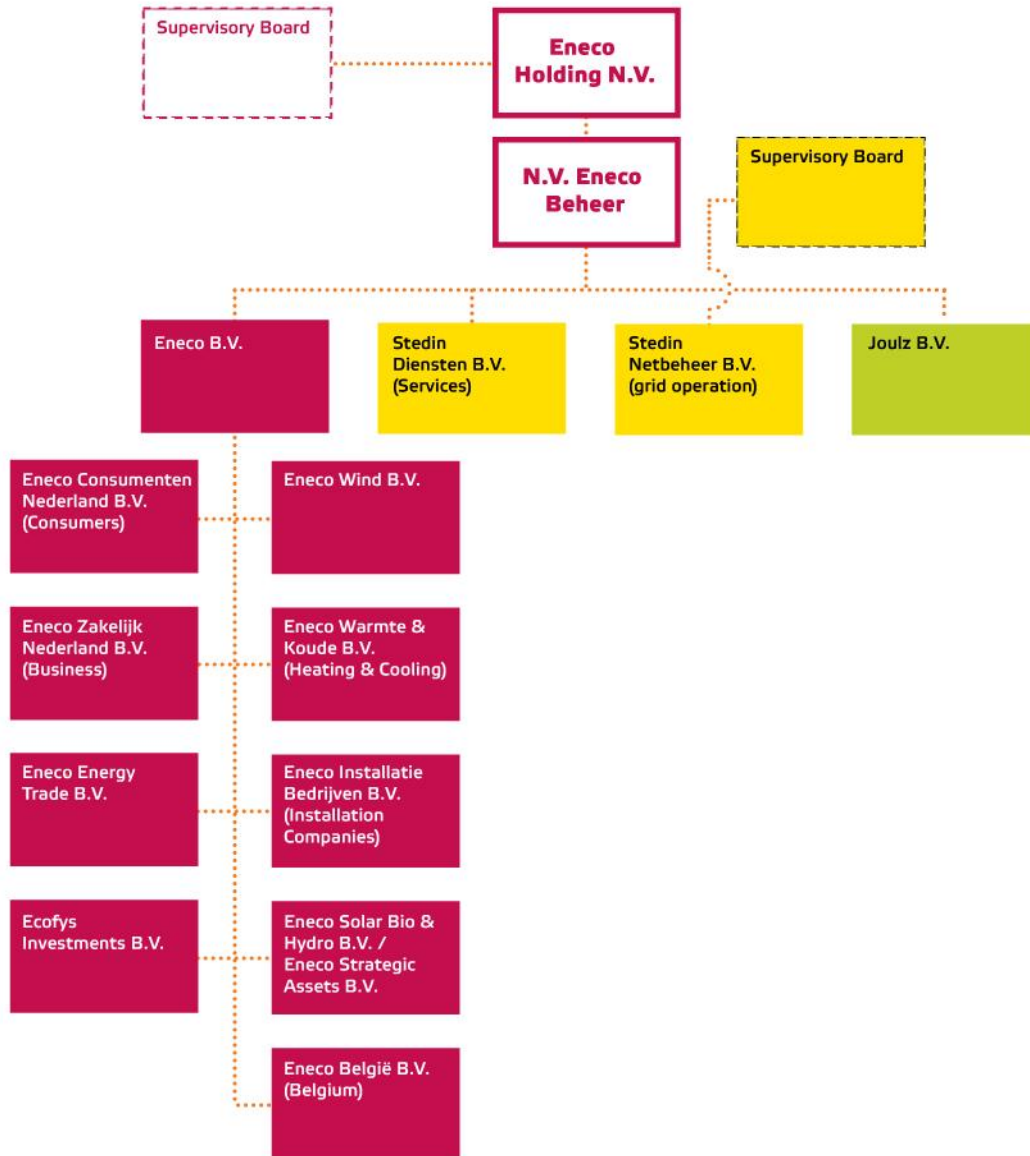 Supervisory Board
Eneco
Holding N.V.
N.V. Eneco
Beheer
Supervisory Board
Eneco B.V.
Stedin
Diensten B.V.
(Services)
Stedin
Netbeheer B.V.
(grid operation)
Joulz B.V.
Eneco Consumenten
Nederland B.V.
(Consumers)
Eneco Wind B.V.
Eneco Zakelijk
Nederland B.V.
(Business)
Eneco Warmte &
Koude B.V.
(Heating & Cooling)
Eneco Energy
Trade B.V.
Eneco Installatie
Bedrijven B.V.
(Installation
Companies)
Ecofys
Investments B.V.
Eneco Solar Bio &
Hydro B.V. /
Eneco Strategic
Assets B.V.
Eneco België B.V.
(Belgium)